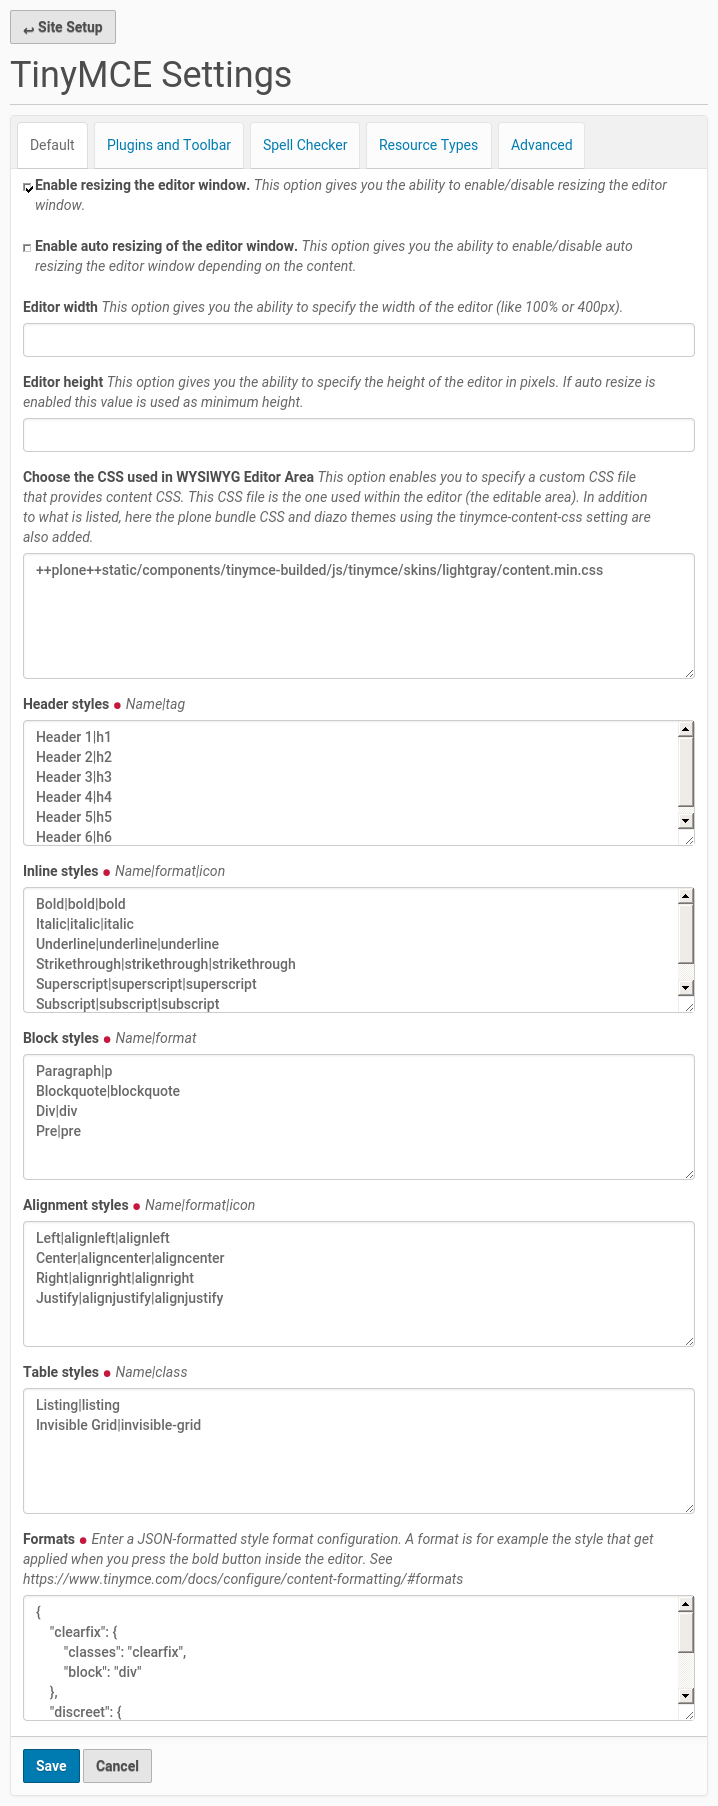 ↩ Site Setup
TinyMCE Settings
Default Plugins and Toolbar Spell Checker Resource Types Advanced
Enable resizing the editor window. This option gives you the ability to enable/disable resizing the editor
window.
Enable auto resizing of the editor window. This option gives you the ability to enable/disable auto
resizing the editor window depending on the content.
Editor width This option gives you the ability to specify the width of the editor (like 100% or 400px).
Editor height This option gives you the ability to specify the height of the editor in pixels. If auto resize is
enabled this value is used as minimum height.
Choose the CSS used in WYSIWYG Editor Area This option enables you to specify a custom CSS file
that provides content CSS. This CSS file is the one used within the editor (the editable area). In addition
to what is listed, here the plone bundle CSS and diazo themes using the tinymce-content-css setting are
also added.
++plone++static/components/tinymce-builded/js/tinymce/skins/lightgray/content.min.css
Header styles ● Name|tag
Header 1|h1
Header 2|h2
Header 3|h3
Header 4|h4
Header 5|h5
Header 6|h6
Inline styles ● Name|format|icon
Bold|bold|bold
Italic|italic|italic
Underline|underline|underline
Strikethrough|strikethrough|strikethrough
Superscript|superscript|superscript
Subscript|subscript|subscript
Block styles ● Name|format
Paragraph|p
Blockquote|blockquote
Div|div
Pre|pre
Alignment styles ● Name|format|icon
Left|alignleft|alignleft
Center|aligncenter|aligncenter
Right|alignright|alignright
Justify|alignjustify|alignjustify
Table styles ● Name|class
Listing|listing
Invisible Grid|invisible-grid
Formats ● Enter a JSON-formatted style format configuration. A format is for example the style that get
applied when you press the bold button inside the editor. See
https://www.tinymce.com/docs/configure/content-formatting/#formats
{
"clearfix": {
"classes": "clearfix",
"block": "div"
},
"discreet": {
Save Cancel